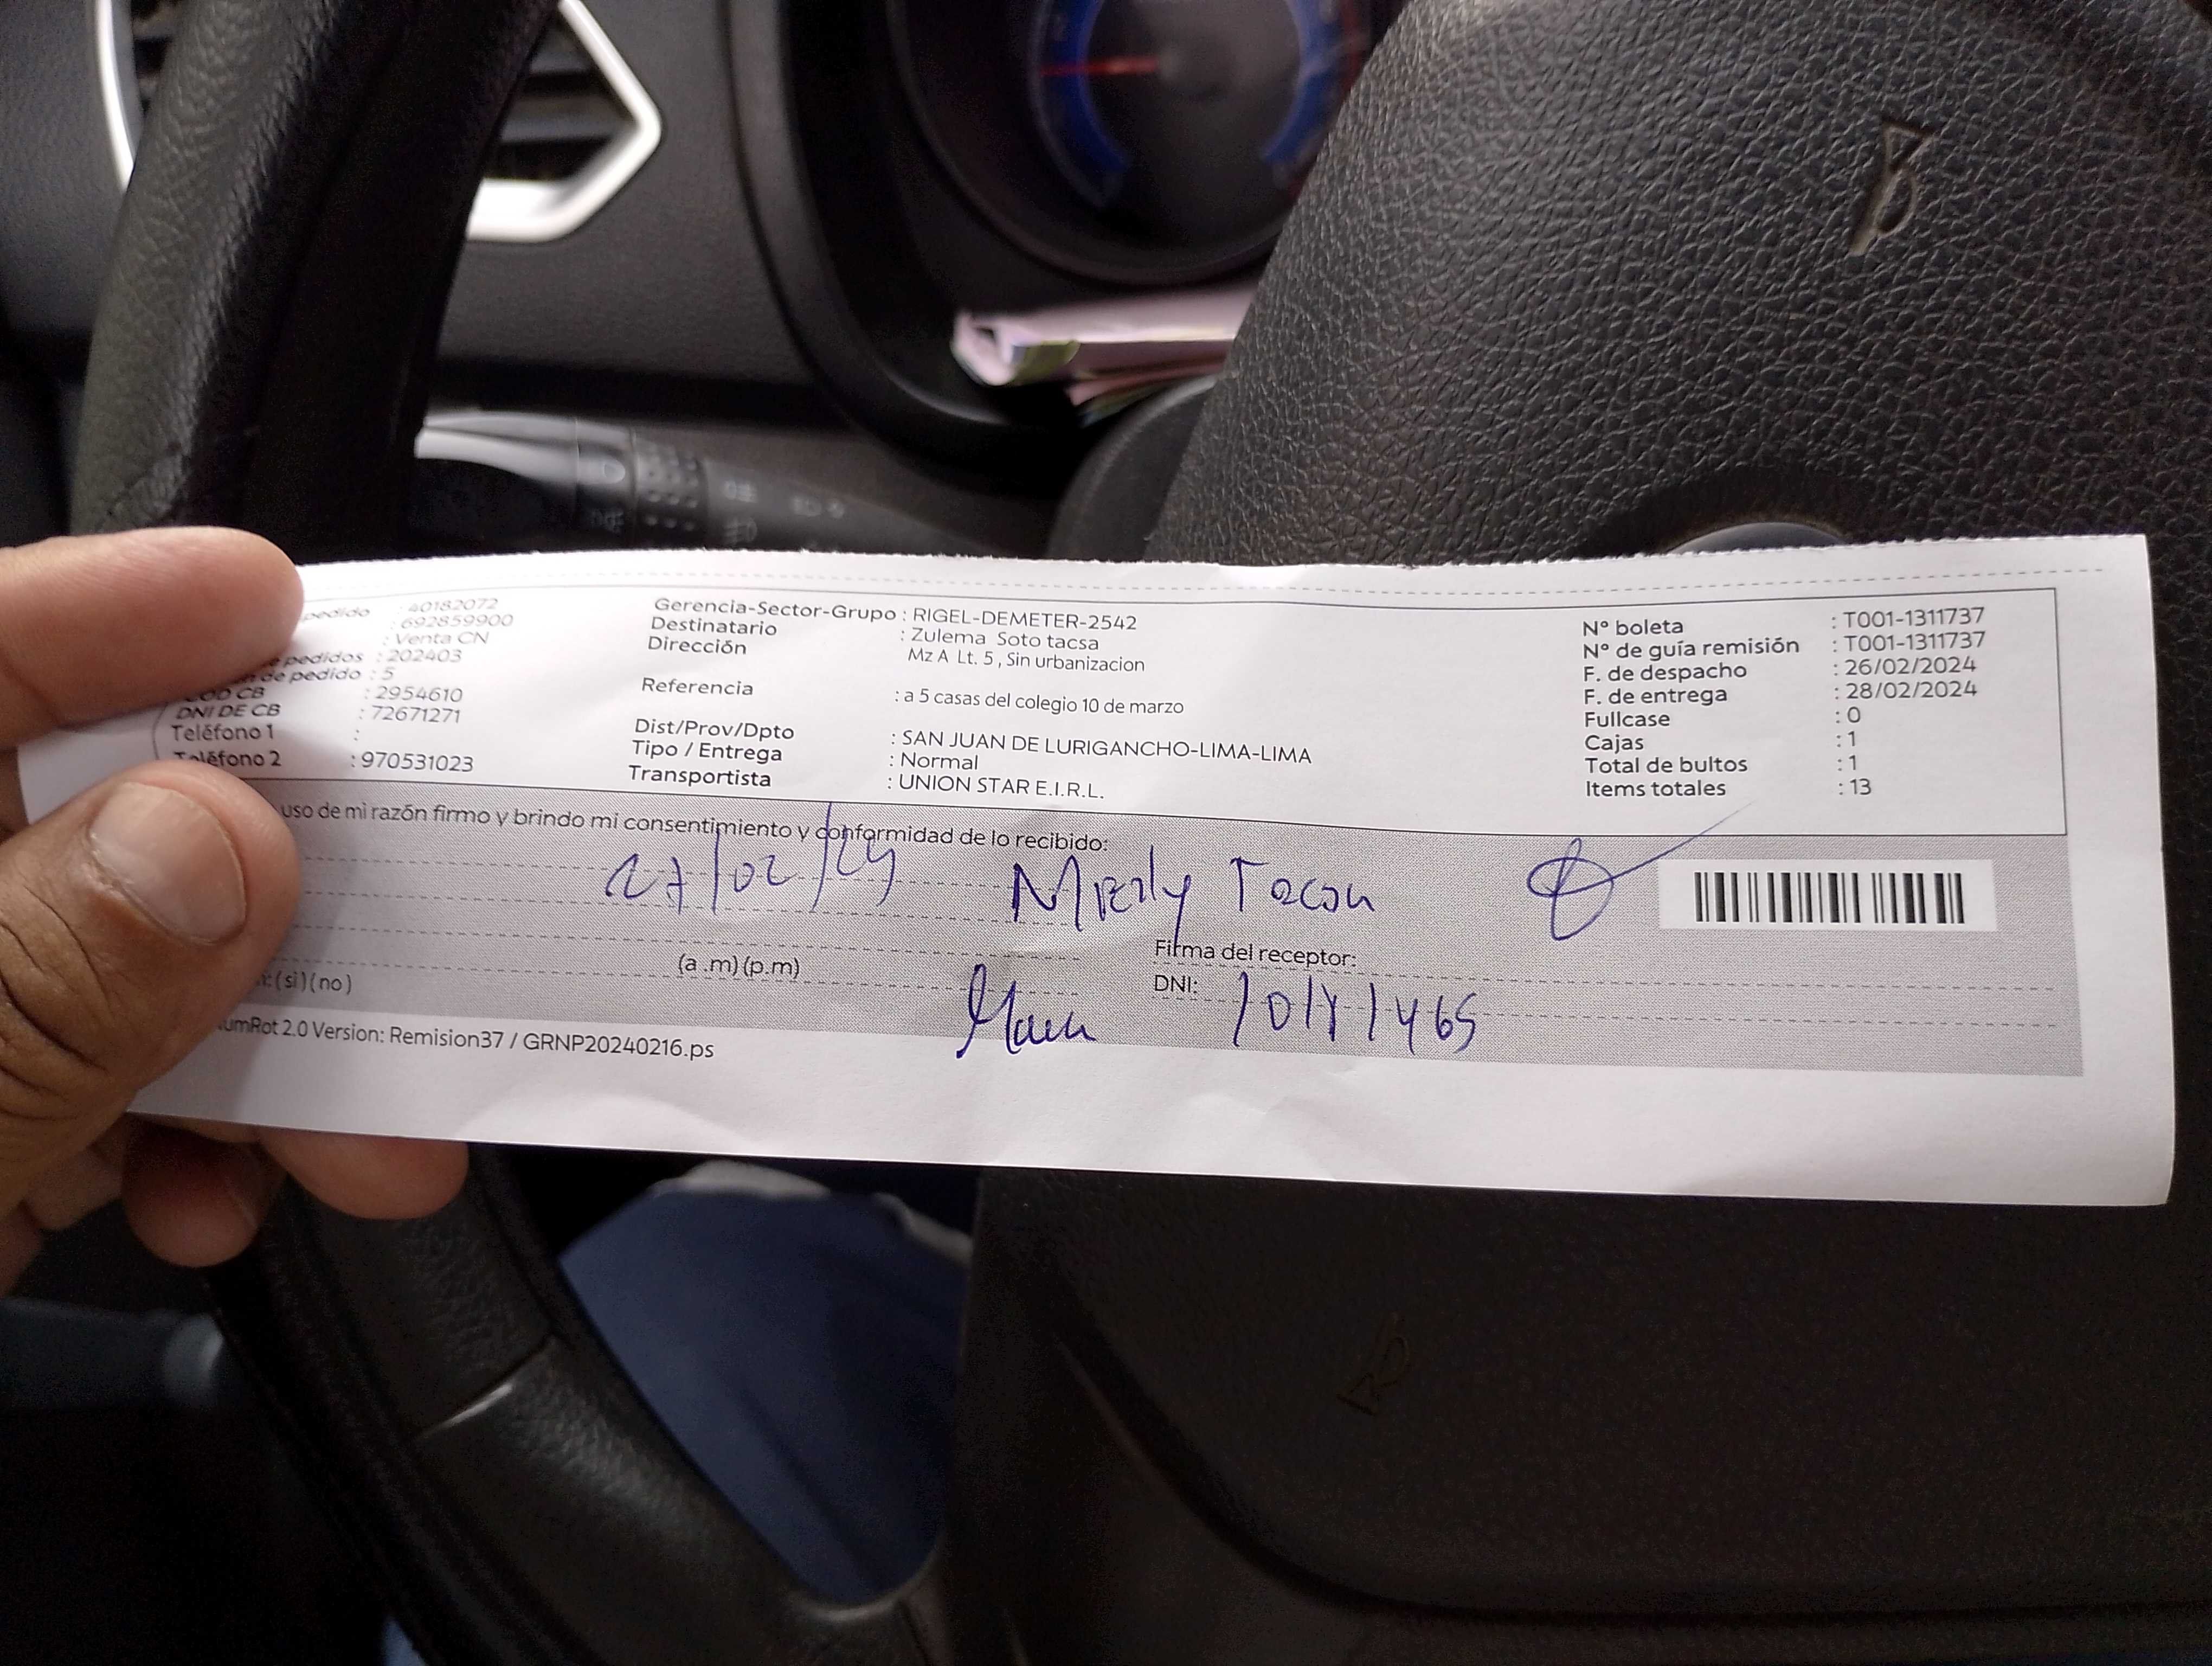 pedido : 40182072
: 692859900
: Venta CN
pedidos : 202403
de pedido : 5
COD CB : 2954610
DNI DE CB : 72671271
Teléfono 1 :
Teléfono 2 : 970531023
Gerencia-Sector-Grupo : RIGEL-DEMETER-2542
Destinatario : Zulema Soto tacsa
Dirección Mz A Lt. 5 , Sin urbanizacion
Referencia : a 5 casas del colegio 10 de marzo
Dist/Prov/Dpto : SAN JUAN DE LURIGANCHO-LIMA-LIMA
Tipo / Entrega : Normal
Transportista : UNION STAR E.I.R.L.
N° boleta : T001-1311737
N° de guía remisión : T001-1311737
F. de despacho : 26/02/2024
F. de entrega : 28/02/2024
Fullcase : 0
Cajas : 1
Total de bultos : 1
Items totales : 13
uso de mi razón firmo y brindo mi consentimiento y conformidad de lo recibido:
27/02/24
(a .m) (p.m)
Firma del receptor:
: (si) (no)
DNI:
Version: Remision37 / GRNP20240216.ps